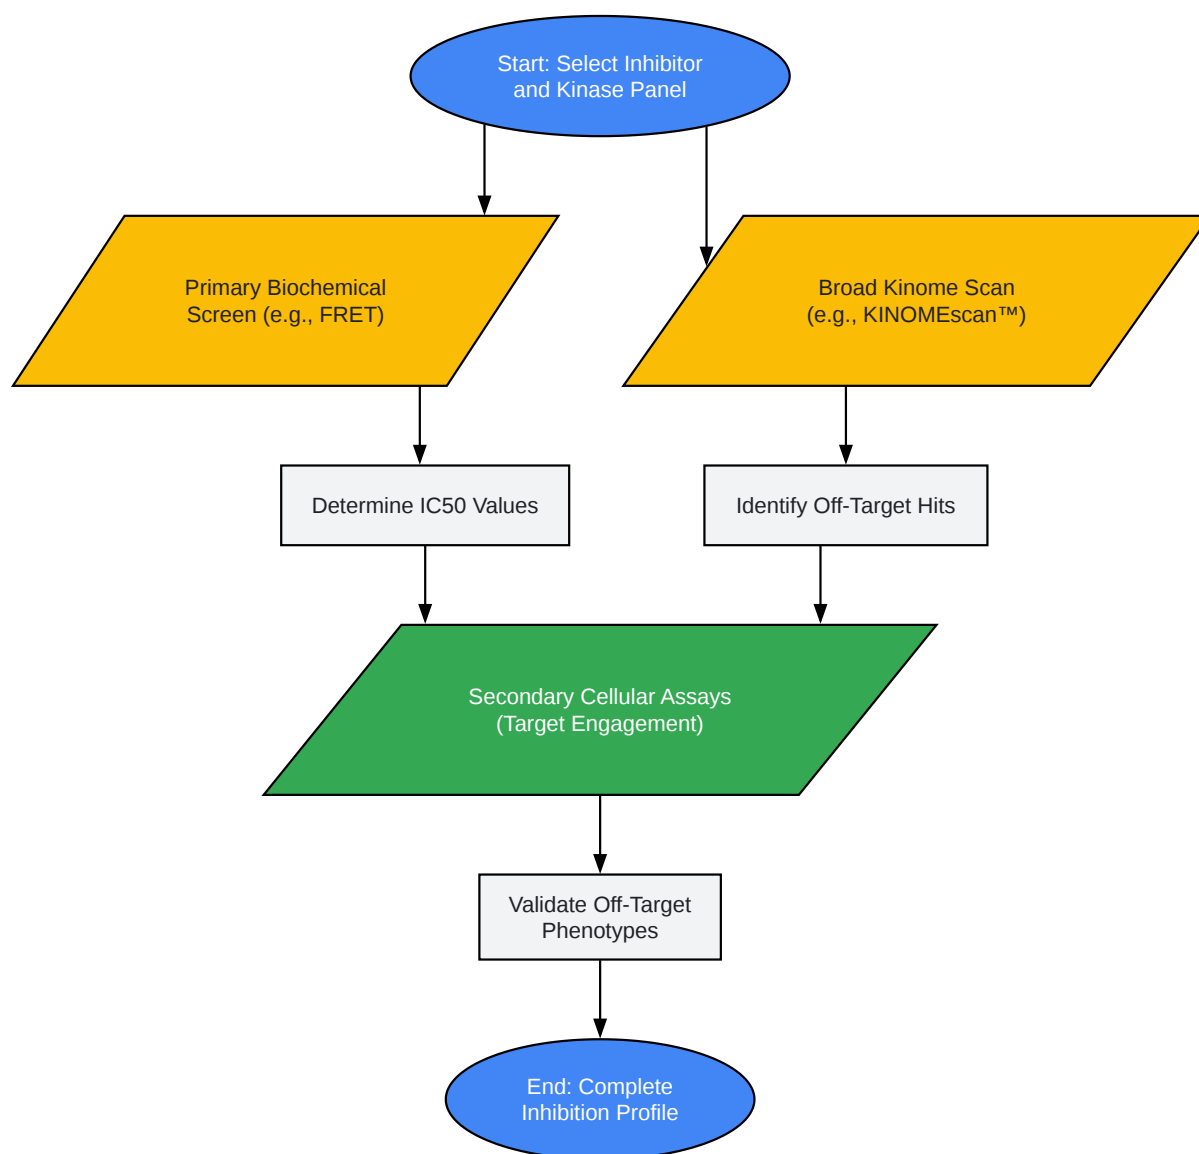 Start: Select Inhibitor
and Kinase Panel
Primary Biochemical
Screen (e.g., FRET)
Broad Kinome Scan
(e.g., KINOMEscan™)
Determine IC50 Values
Identify Off-Target Hits
Secondary Cellular Assays
(Target Engagement)
Validate Off-Target
Phenotypes
End: Complete
Inhibition Profile